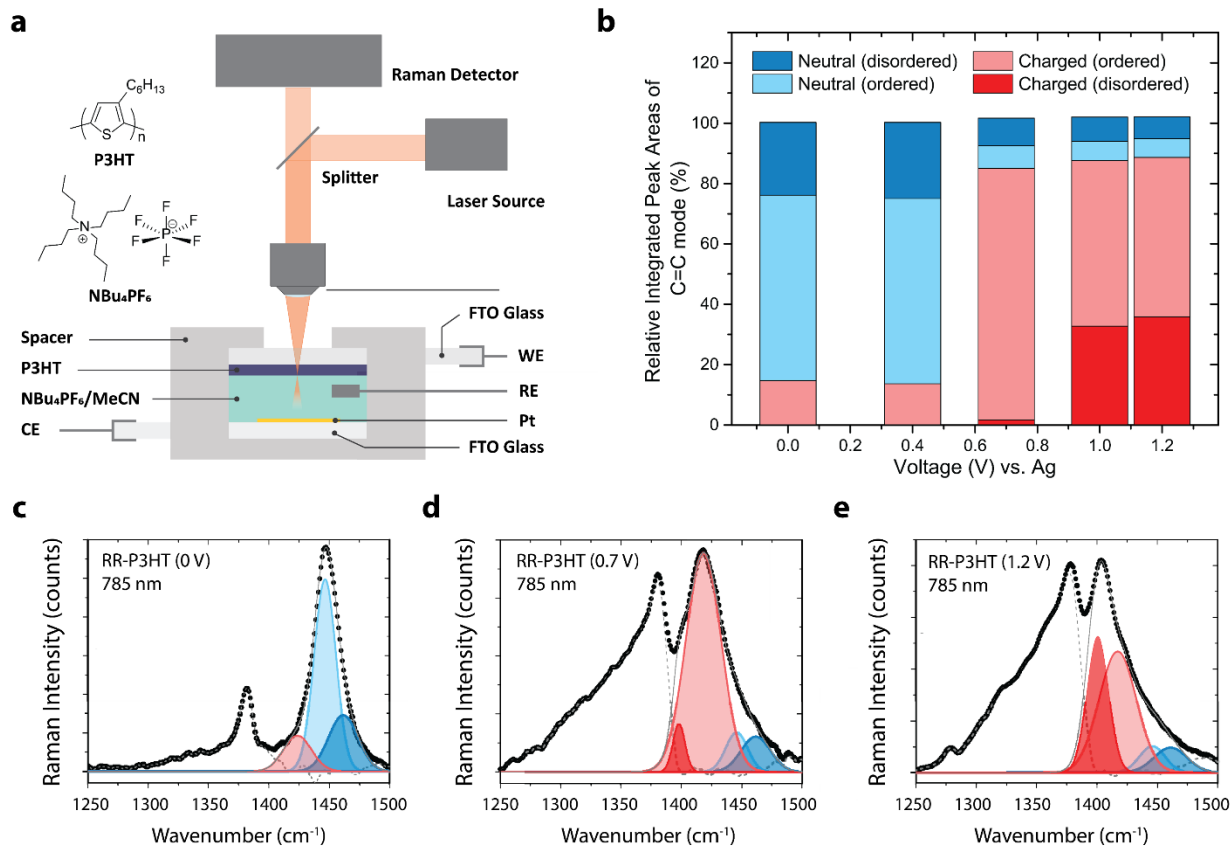 a
Raman Detector
C₆H₁₃
S
n
P3HT
Splitter
Laser Source
N
⊕
F
F
F
P
⊖
F
F
F
NBu₄PF₆
FTO Glass
Spacer
WE
P3HT
RE
NBu₄PF₆/MeCN
Pt
CE
FTO Glass
b
Relative Integrated Peak Areas of
C=C mode (%)
120
100
80
60
40
20
0
Neutral (disordered)
Neutral (ordered)
Charged (ordered)
Charged (disordered)
0.0 0.2 0.4 0.6 0.8 1.0 1.2
Voltage (V) vs. Ag
c
Raman Intensity (counts)
RR-P3HT (0 V)
785 nm
1250 1300 1350 1400 1450 1500
Wavenumber (cm⁻¹)
d
Raman Intensity (counts)
RR-P3HT (0.7 V)
785 nm
1250 1300 1350 1400 1450 1500
Wavenumber (cm⁻¹)
e
Raman Intensity (counts)
RR-P3HT (1.2 V)
785 nm
1250 1300 1350 1400 1450 1500
Wavenumber (cm⁻¹)